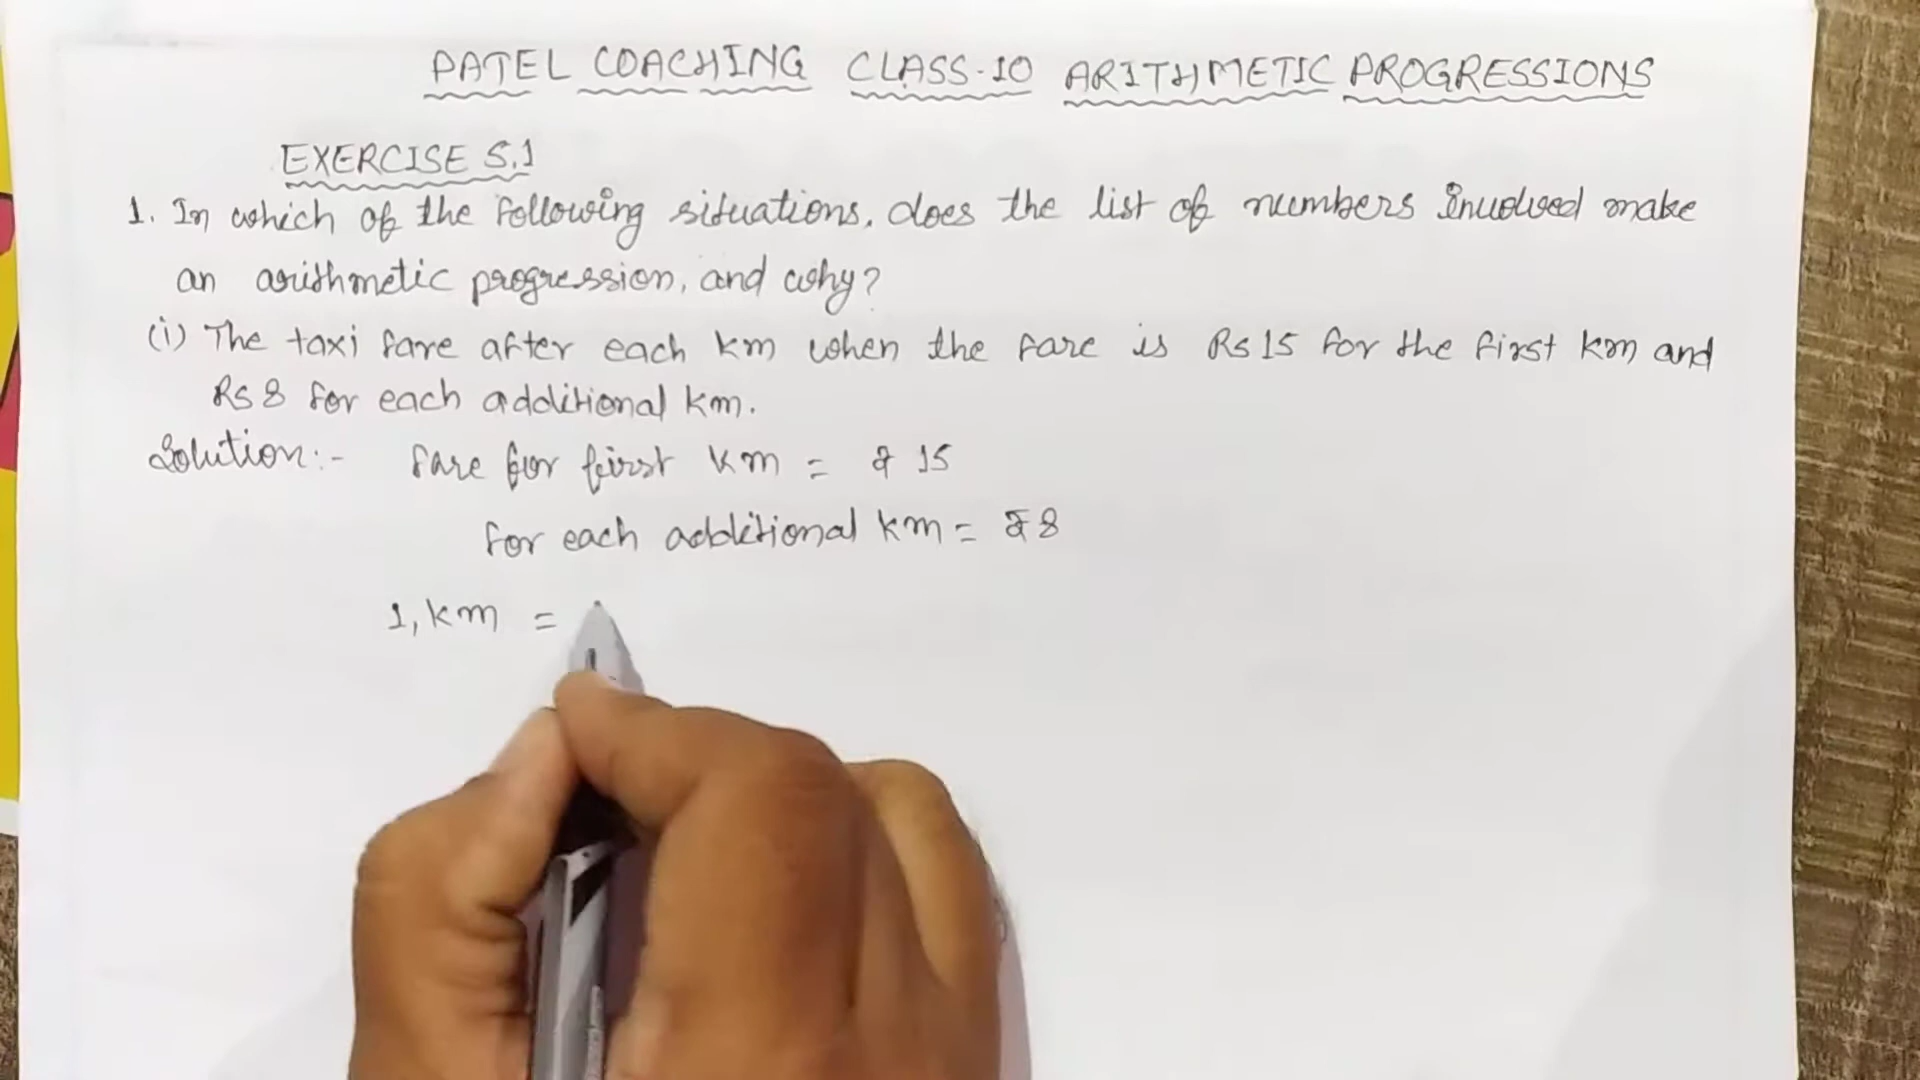 PATEL COACHING CLASS-10 ARITHMETIC PROGRESSIONS
EXERCISE 5.1
1. In which of the following situations, does the list of numbers involved make
an arithmetic progression, and why?
(i) The taxi fare after each km when the fare is Rs 15 for the first km and
Rs 8 for each additional km.
Solution:- fare for first km = ₹ 15
for each additional km = ₹ 8
1, km =